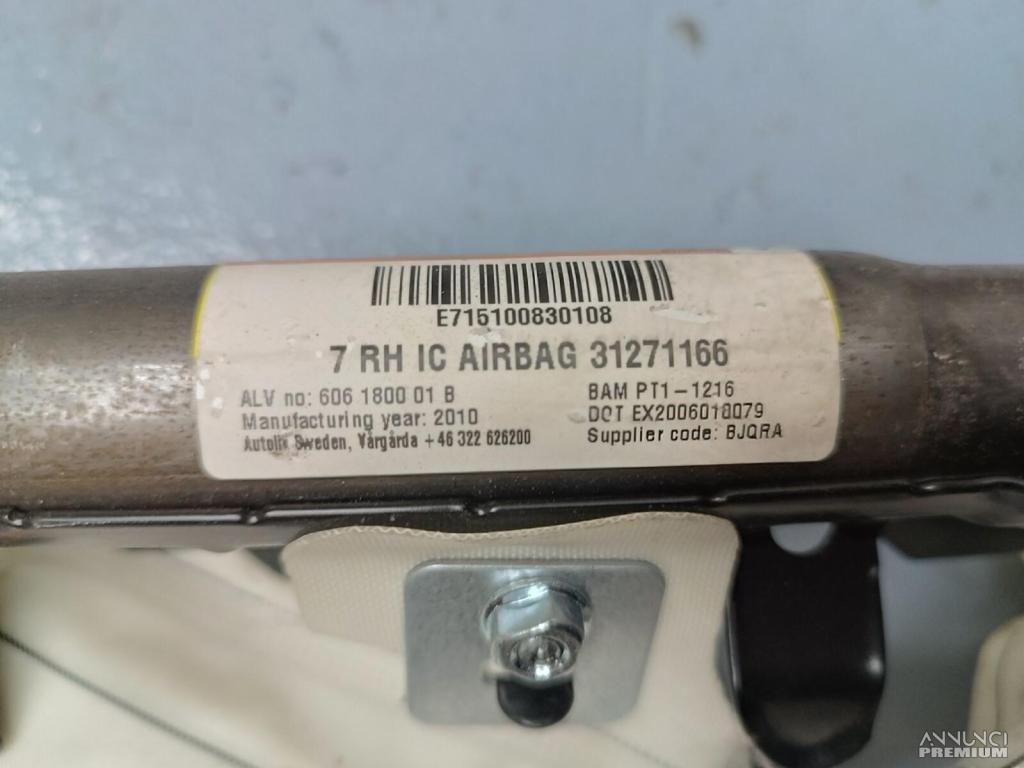 E715100830108
7 RH IC AIRBAG 31271166
ALV no: 606 1800 01 B
BAM PT1-1216
Manufacturing year: 2010
DOT EX2006018079
Autoliv Sweden, Vårgårda +46 322 626200
Supplier code: BJQRA
ANNUNCI
PREMIUM